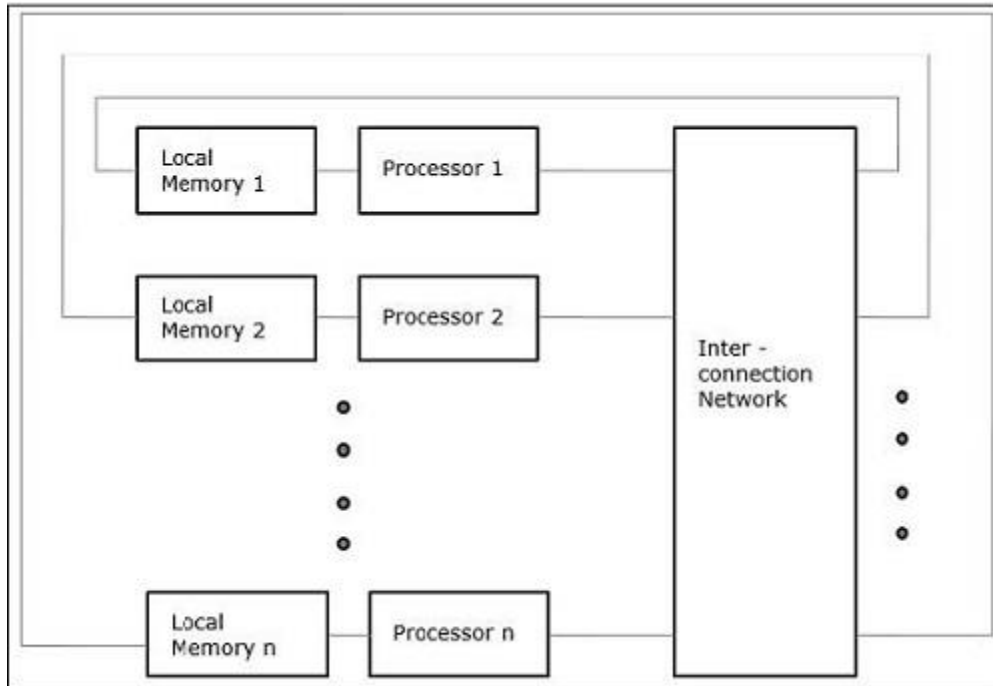 Local
Memory 1
Processor 1
Local
Memory 2
Processor 2
Inter -
connection
Network
Local
Memory n
Processor n